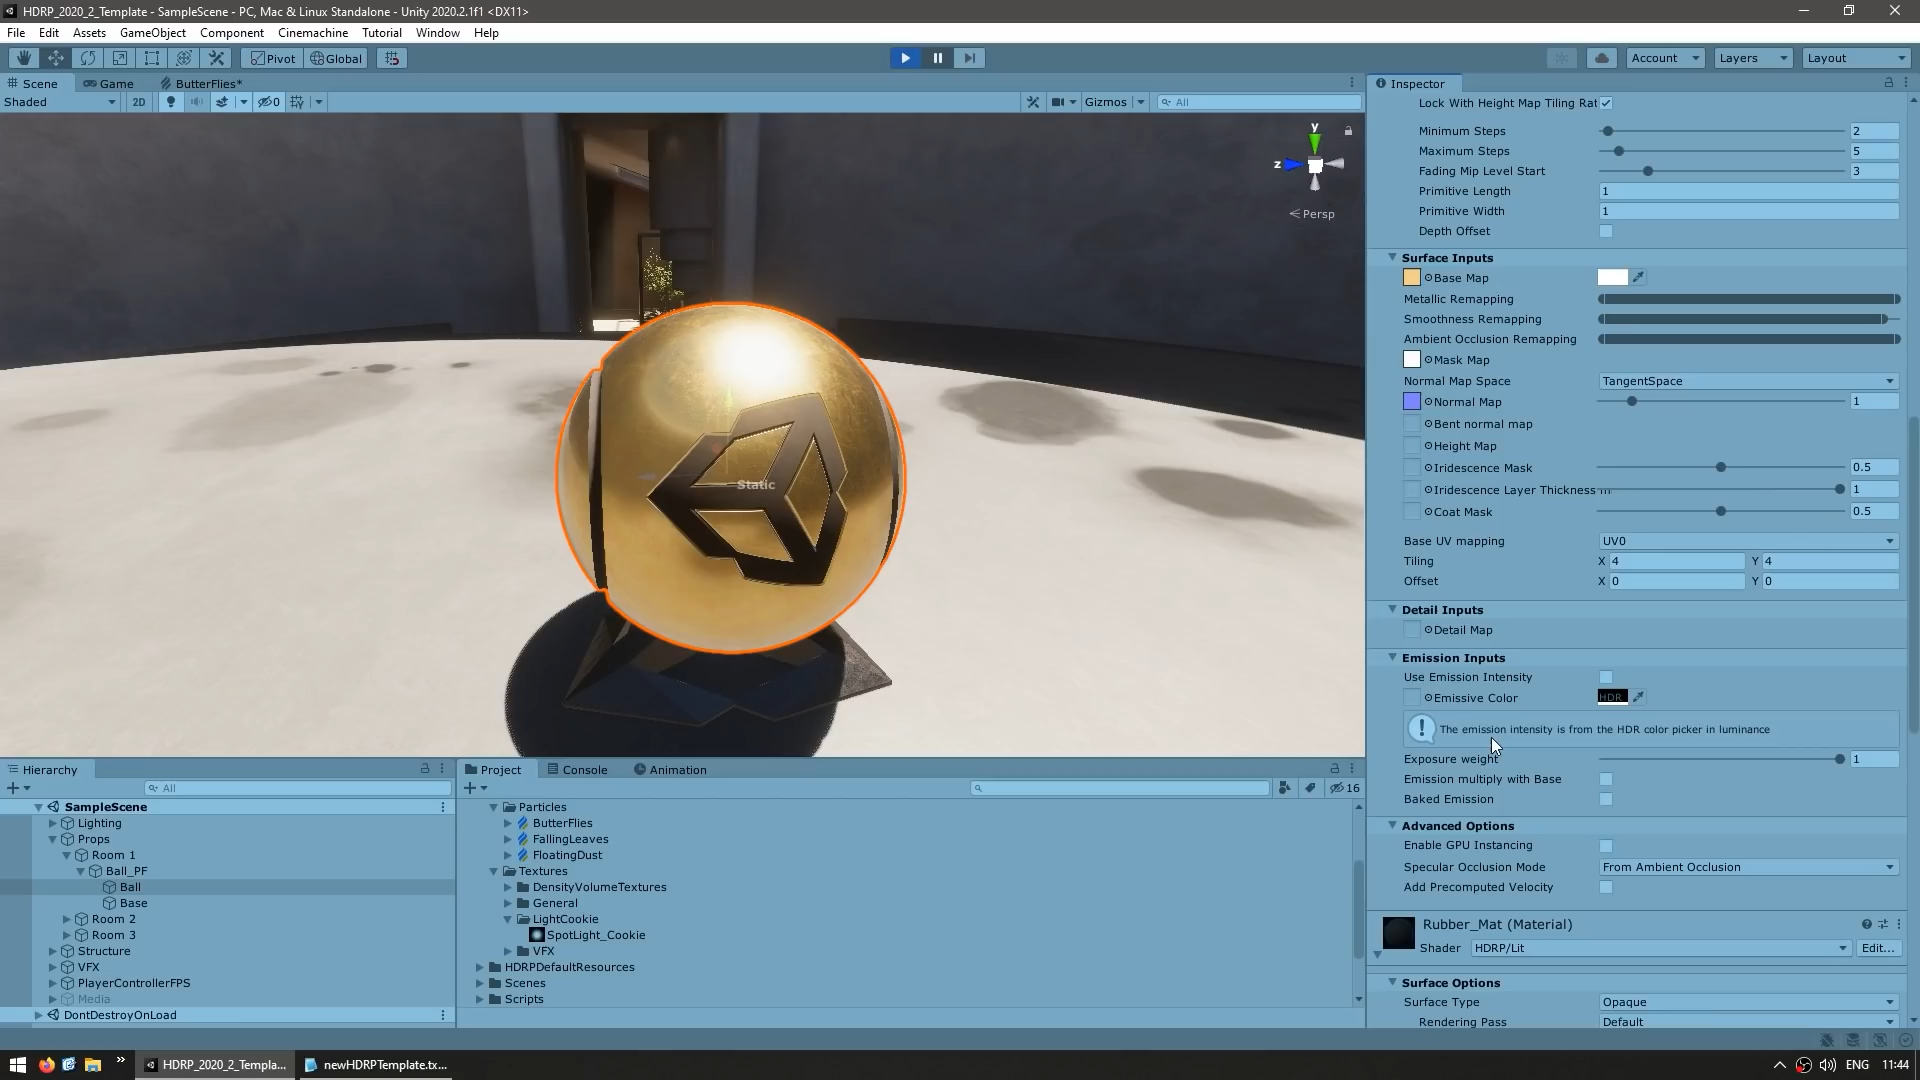 HDRP_2020_2_Template - SampleScene - PC, Mac & Linux Standalone - Unity 2020.2.1f1 <DX11>
File Edit Assets GameObject Component Cinemachine Tutorial Window Help
Pivot Global Account Layers Layout
Scene Game ButterFlies*
Shaded 2D 0 Gizmos All
y
z
Persp
Static
Inspector
Lock With Height Map Tiling Rat
Minimum Steps 2
Maximum Steps 5
Fading Mip Level Start 3
Primitive Length 1
Primitive Width 1
Depth Offset
Surface Inputs
Base Map
Metallic Remapping
Smoothness Remapping
Ambient Occlusion Remapping
Mask Map
Normal Map Space TangentSpace
Normal Map 1
Bent normal map
Height Map
Iridescence Mask 0.5
Iridescence Layer Thickness m 1
Coat Mask 0.5
Base UV mapping UV0
Tiling X 4 Y 4
Offset X 0 Y 0
Detail Inputs
Detail Map
Emission Inputs
Use Emission Intensity
Emissive Color HDR
The emission intensity is from the HDR color picker in luminance
Exposure weight 1
Emission multiply with Base
Baked Emission
Advanced Options
Enable GPU Instancing
Specular Occlusion Mode From Ambient Occlusion
Add Precomputed Velocity
Rubber_Mat (Material)
Shader HDRP/Lit Edit...
Surface Options
Surface Type Opaque
Rendering Pass Default
Hierarchy
All
SampleScene
Lighting
Props
Room 1
Ball_PF
Ball
Base
Room 2
Room 3
Structure
VFX
PlayerControllerFPS
Media
DontDestroyOnLoad
Project Console Animation
16
Particles
ButterFlies
FallingLeaves
FloatingDust
Textures
DensityVolumeTextures
General
LightCookie
SpotLight_Cookie
VFX
HDRPDefaultResources
Scenes
Scripts
HDRP_2020_2_Templa... newHDRPTemplate.tx... ENG 11:44